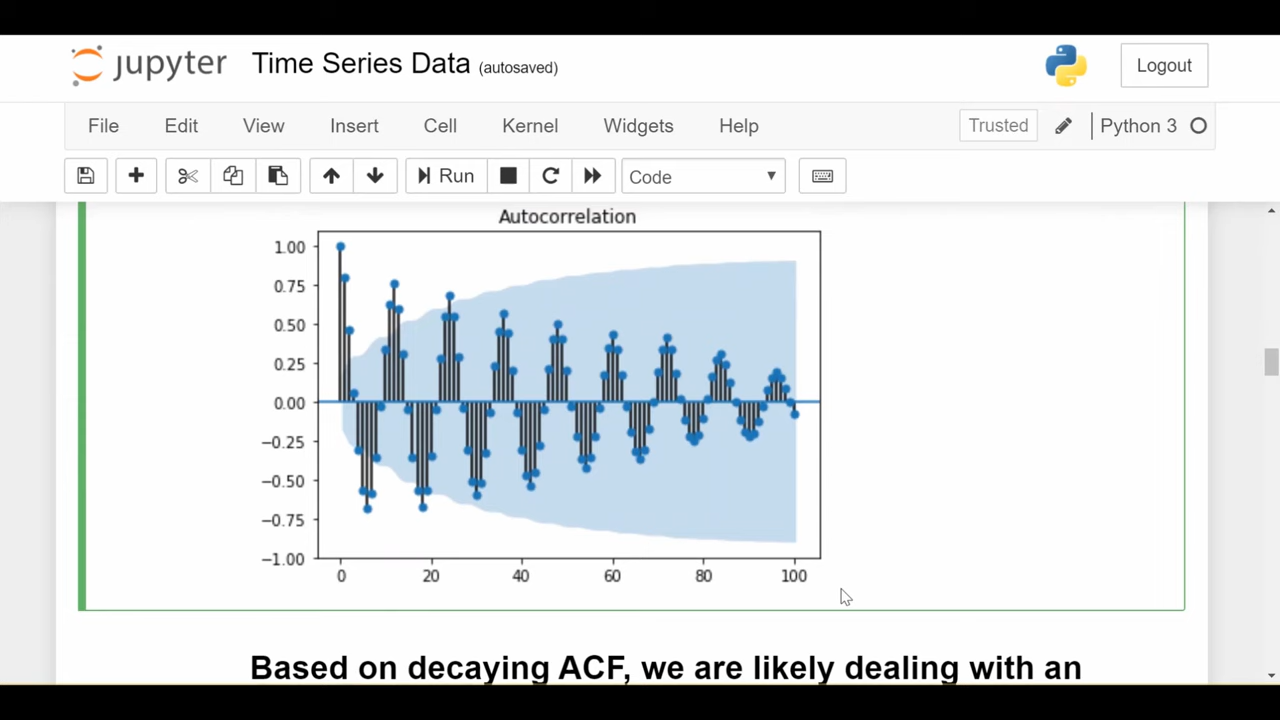 jupyter Time Series Data (autosaved) Logout
File Edit View Insert Cell Kernel Widgets Help Trusted Python 3
Run Code
Autocorrelation
1.00
0.75
0.50
0.25
0.00
−0.25
−0.50
−0.75
−1.00
0 20 40 60 80 100
Based on decaying ACF, we are likely dealing with an